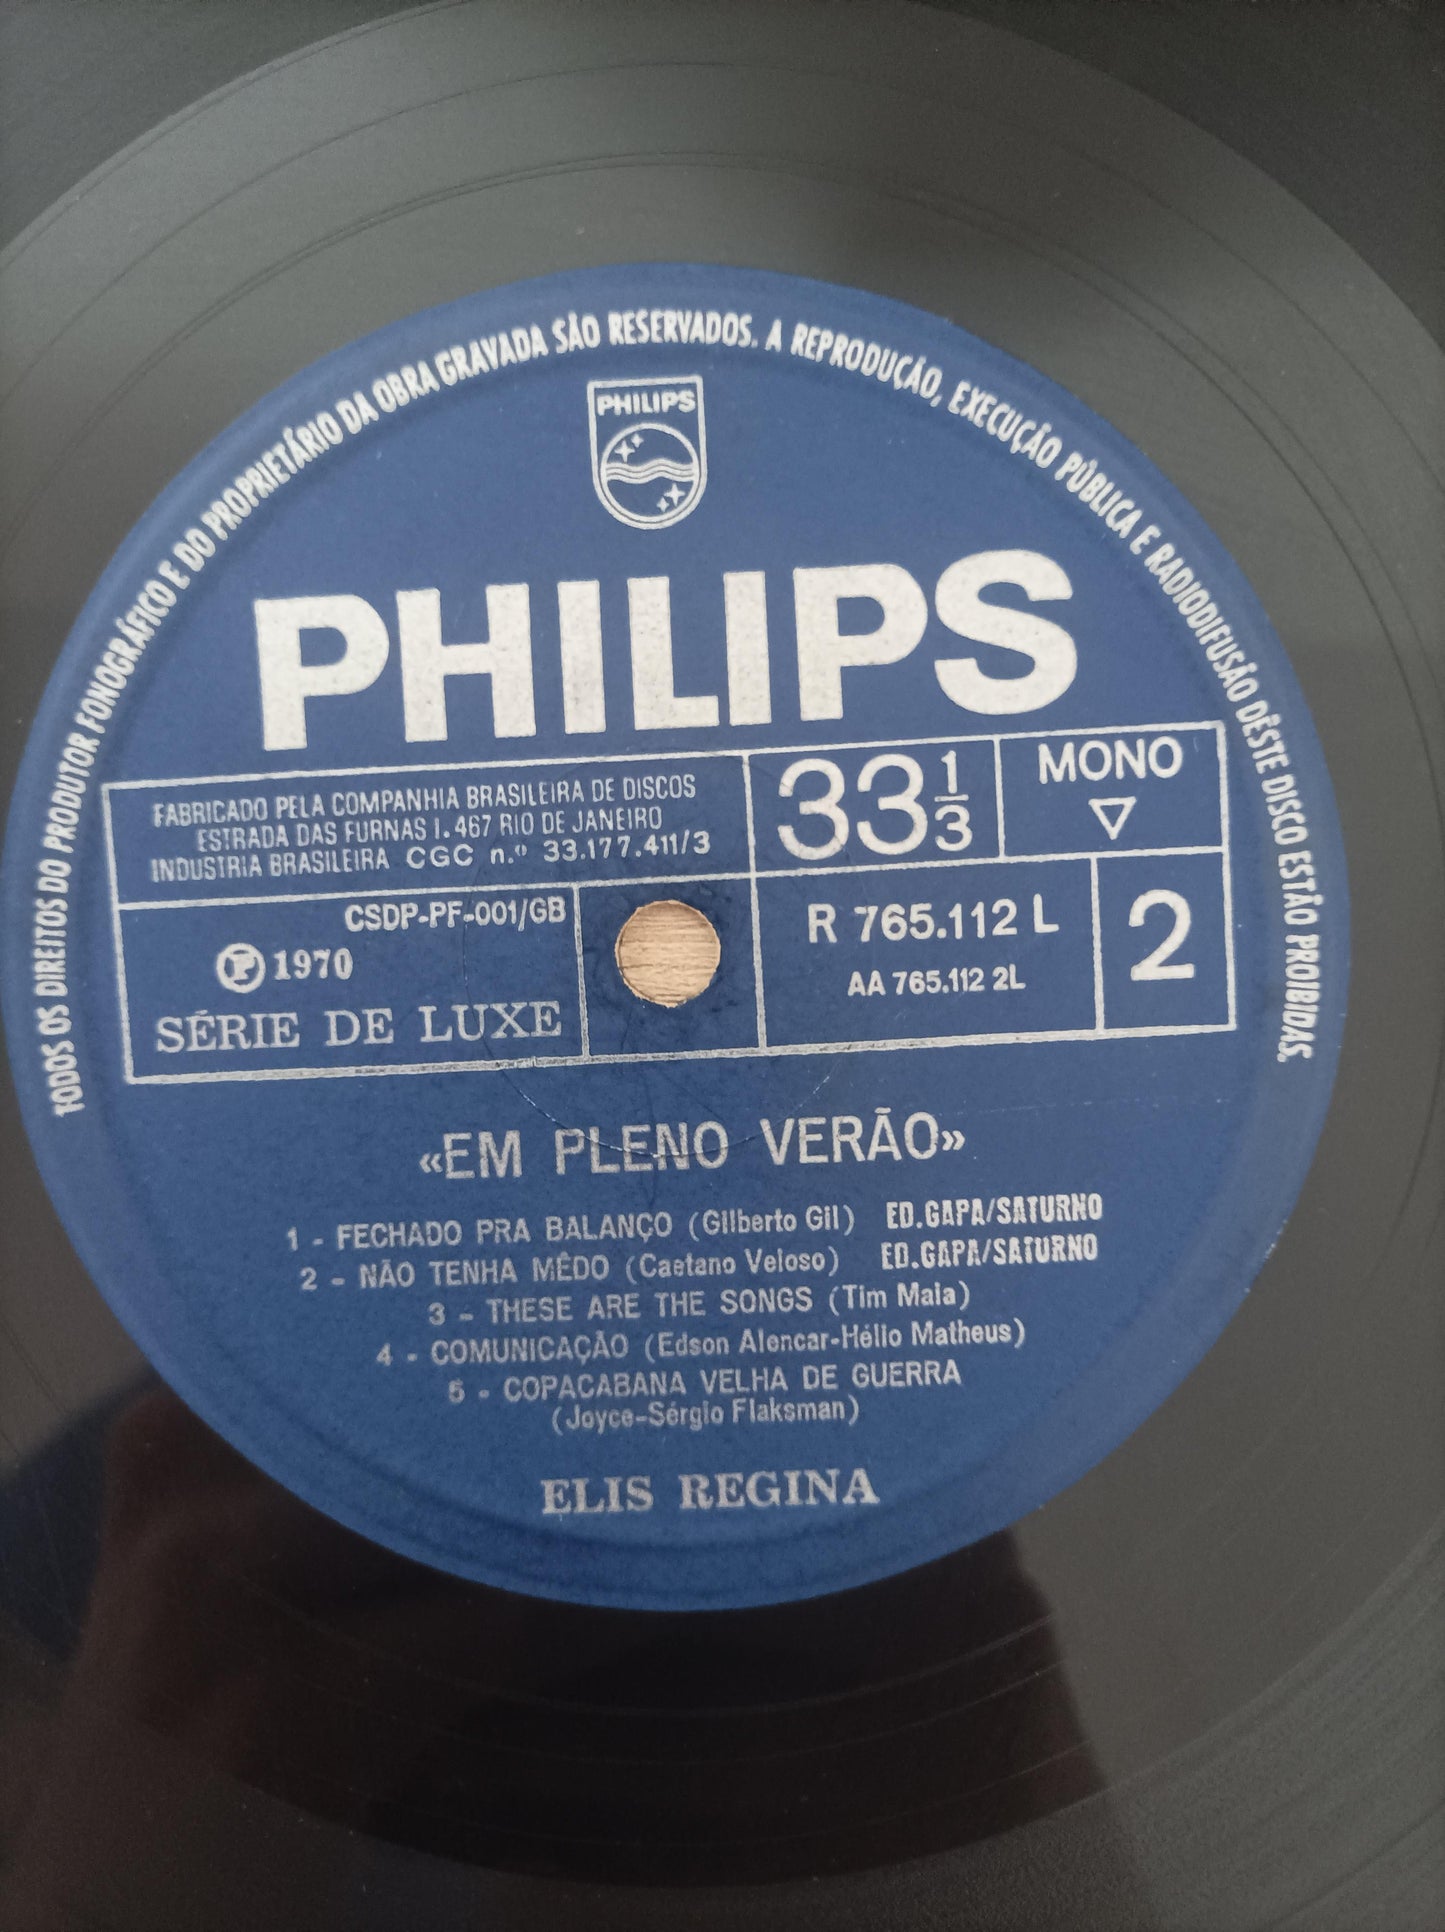 TODOS OS DIREITOS DO PRODUTOR FONOGRÁFICO E DO PROPRIETÁRIO DA OBRA GRAVADA SÃO RESERVADOS. A REPRODUÇÃO, EXECUÇÃO PÚBLICA E RADIODIFUSÃO DÊSTE DISCO ESTÃO PROIBIDAS.
PHILIPS
PHILIPS
FABRICADO PELA COMPANHIA BRASILEIRA DE DISCOS
ESTRADA DAS FURNAS 1.467 RIO DE JANEIRO
INDUSTRIA BRASILEIRA CGC n.º 33.177.411/3
33 1/3
MONO
CSDP-PF-001/GB
Ⓟ 1970
SÉRIE DE LUXE
R 765.112 L
AA 765.112 2L
2
«EM PLENO VERÃO»
1 - FECHADO PRA BALANÇO (Gilberto Gil) ED.GAPA/SATURNO
2 - NÃO TENHA MÊDO (Caetano Veloso) ED.GAPA/SATURNO
3 - THESE ARE THE SONGS (Tim Maia)
4 - COMUNICAÇÃO (Edson Alencar-Hélio Matheus)
5 - COPACABANA VELHA DE GUERRA
(Joyce-Sérgio Flaksman)
ELIS REGINA